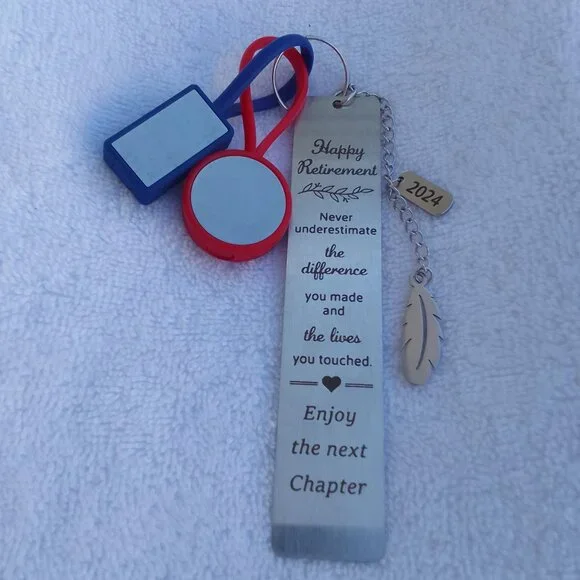 Happy
Retirement
Never
underestimate
the
difference
you made
and
the lives
you touched.
Enjoy
the next
Chapter
2024